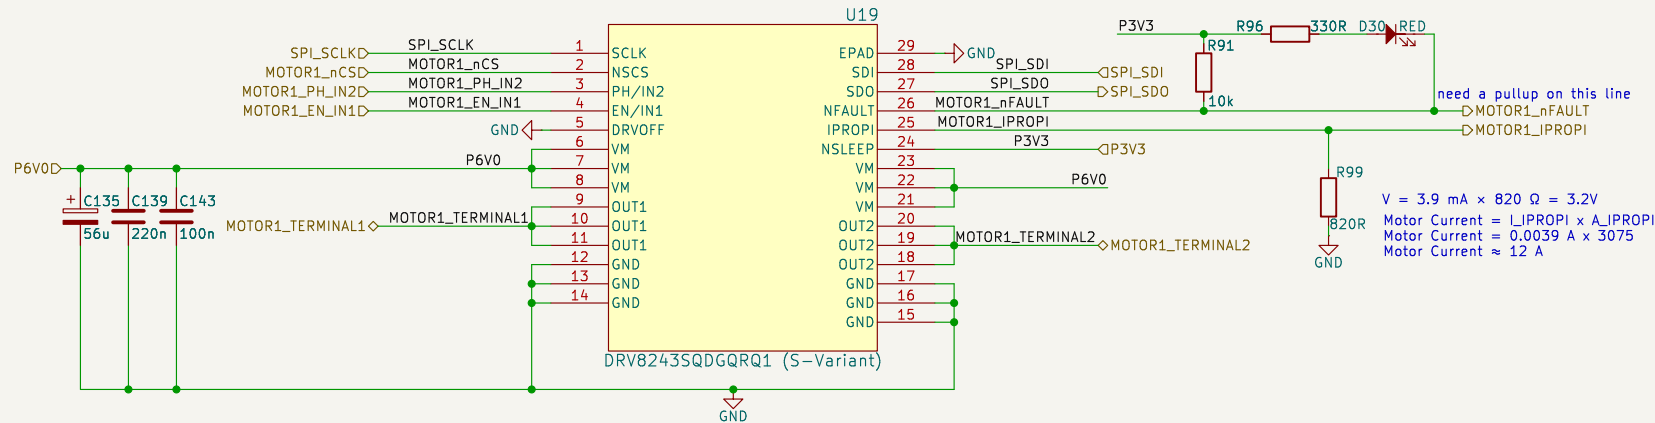 U19
SPI_SCLK SPI_SCLK 1 SCLK
MOTOR1_nCS MOTOR1_nCS 2 NSCS
MOTOR1_PH_IN2 MOTOR1_PH_IN2 3 PH/IN2
MOTOR1_EN_IN1 MOTOR1_EN_IN1 4 EN/IN1
GND 5 DRVOFF
6 VM
P6V0 P6V0 7 VM
8 VM
9 OUT1
MOTOR1_TERMINAL1 MOTOR1_TERMINAL1 10 OUT1
11 OUT1
12 GND
13 GND
14 GND
+ C135 C139 C143
56u 220n 100n
EPAD 29 GND
SDI 28 SPI_SDI SPI_SDI
SDO 27 SPI_SDO SPI_SDO
NFAULT 26 MOTOR1_nFAULT MOTOR1_nFAULT
IPROPI 25 MOTOR1_IPROPI MOTOR1_IPROPI
NSLEEP 24 P3V3 P3V3
VM 23
VM 22 P6V0
VM 21
OUT2 20
OUT2 19 MOTOR1_TERMINAL2 MOTOR1_TERMINAL2
OUT2 18
GND 17
GND 16
GND 15
DRV8243SQDGQRQ1 (S-Variant)
GND
P3V3 R96 330R D30 RED
R91
10k
need a pullup on this line
R99
820R
GND
V = 3.9 mA × 820 Ω = 3.2V
Motor Current = I_IPROPI x A_IPROPI
Motor Current = 0.0039 A x 3075
Motor Current ≈ 12 A